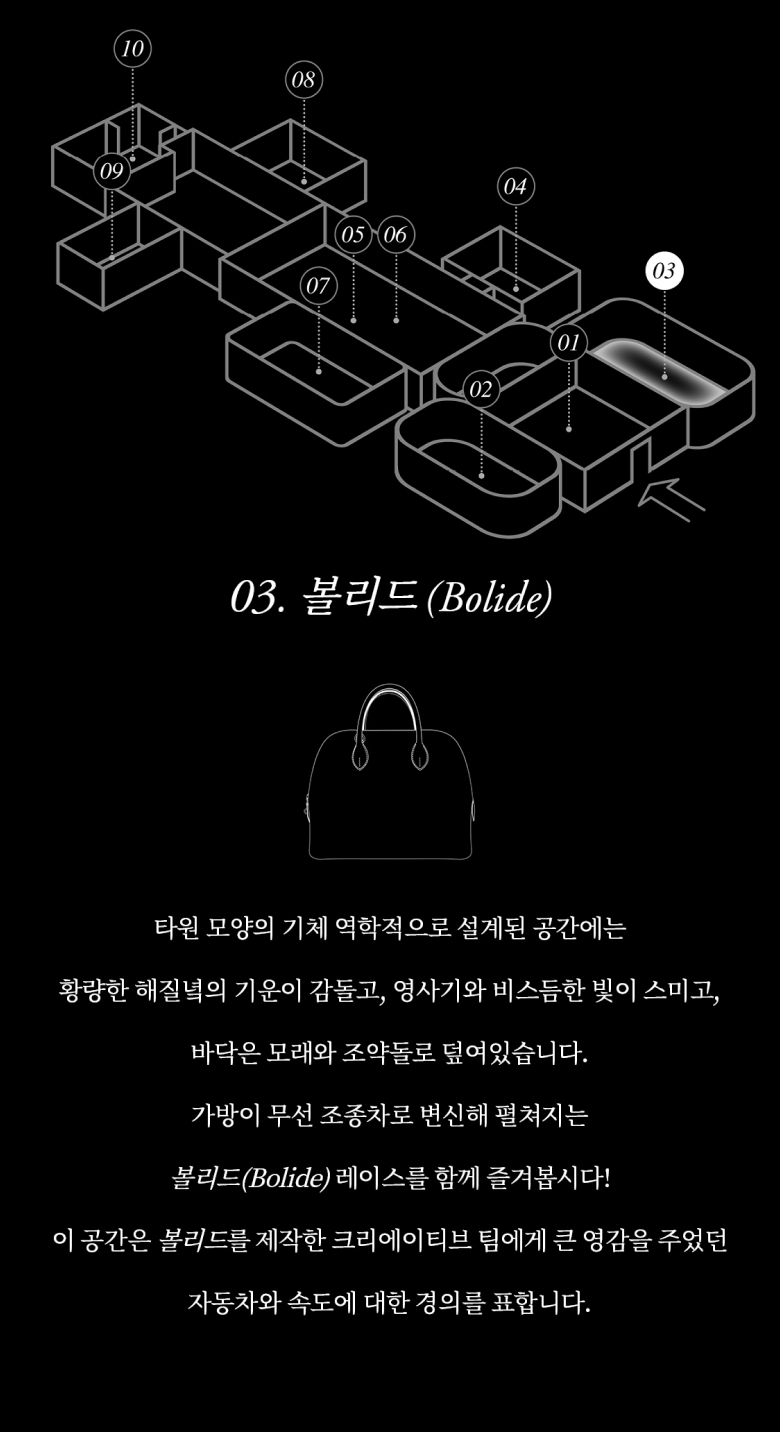 10
08
09
04
05
06
03
07
01
02
03. 볼리드 (Bolide)
타원 모양의 기체 역학적으로 설계된 공간에는
황량한 해질녘의 기운이 감돌고, 영사기와 비스듬한 빛이 스미고,
바닥은 모래와 조약돌로 덮여있습니다.
가방이 무선 조종차로 변신해 펼쳐지는
볼리드(Bolide) 레이스를 함께 즐겨봅시다!
이 공간은 볼리드를 제작한 크리에이티브 팀에게 큰 영감을 주었던
자동차와 속도에 대한 경의를 표합니다.